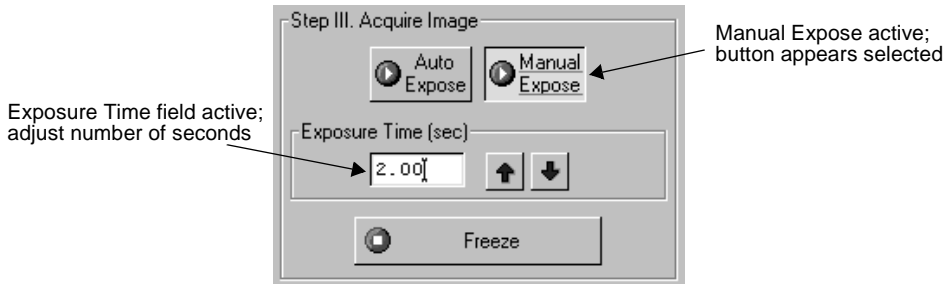 Step III. Acquire Image
Auto
Expose
Manual
Expose
Manual Expose active;
button appears selected
Exposure Time field active;
adjust number of seconds
Exposure Time (sec)
2.00
Freeze